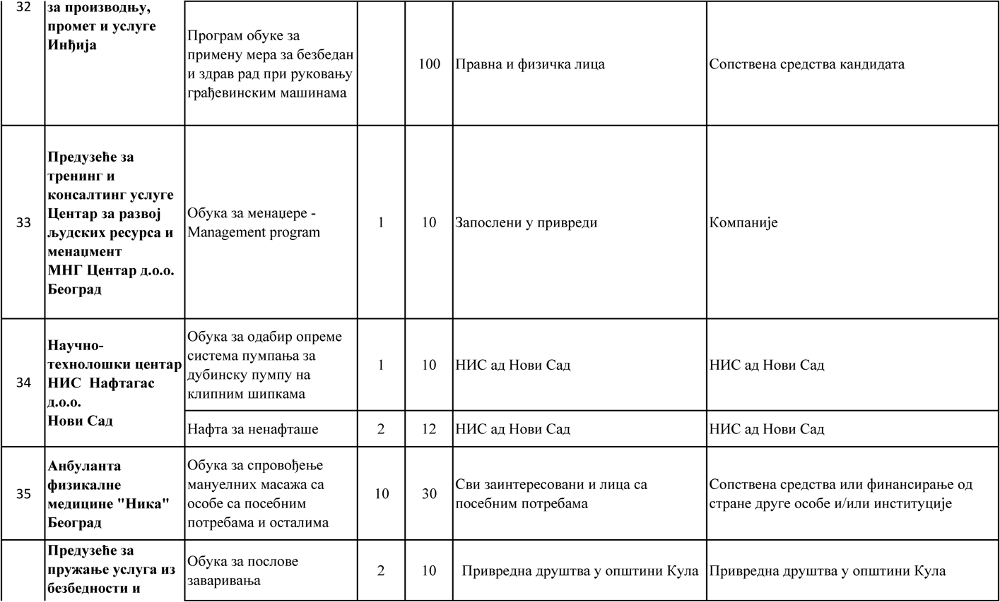 32
за производњу,
промет и услуге
Инђија
Програм обуке за
примену мера за безбедан
и здрав рад при руковању
грађевинским машинама
100
Правна и физичка лица
Сопствена средства кандидата
33
Предузеће за
тренинг и
консалтинг услуге
Центар за развој
људских ресурса и
менаџмент
МНГ Центар д.о.о.
Београд
Обука за менаџере -
Management program
1
10
Запослени у привреди
Компаније
34
Научно-
технолошки центар
НИС Нафтагас
д.о.о.
Нови Сад
Обука за одабир опреме
система пумпања за
дубинску пумпу на
клипним шипкама
1
10
НИС ад Нови Сад
НИС ад Нови Сад
Нафта за ненафташе
2
12
НИС ад Нови Сад
НИС ад Нови Сад
35
Анбуланта
физикалне
медицине "Ника"
Београд
Обука за спровођење
мануелних масажа са
особе са посебним
потребама и осталима
10
30
Сви заинтересовани и лица са
посебним потребама
Сопствена средства или финансирање од
стране друге особе и/или институције
Предузеће за
пружање услуга из
безбедности и
Обука за послове
заваривања
2
10
Привредна друштва у општини Кула
Привредна друштва у општини Кула